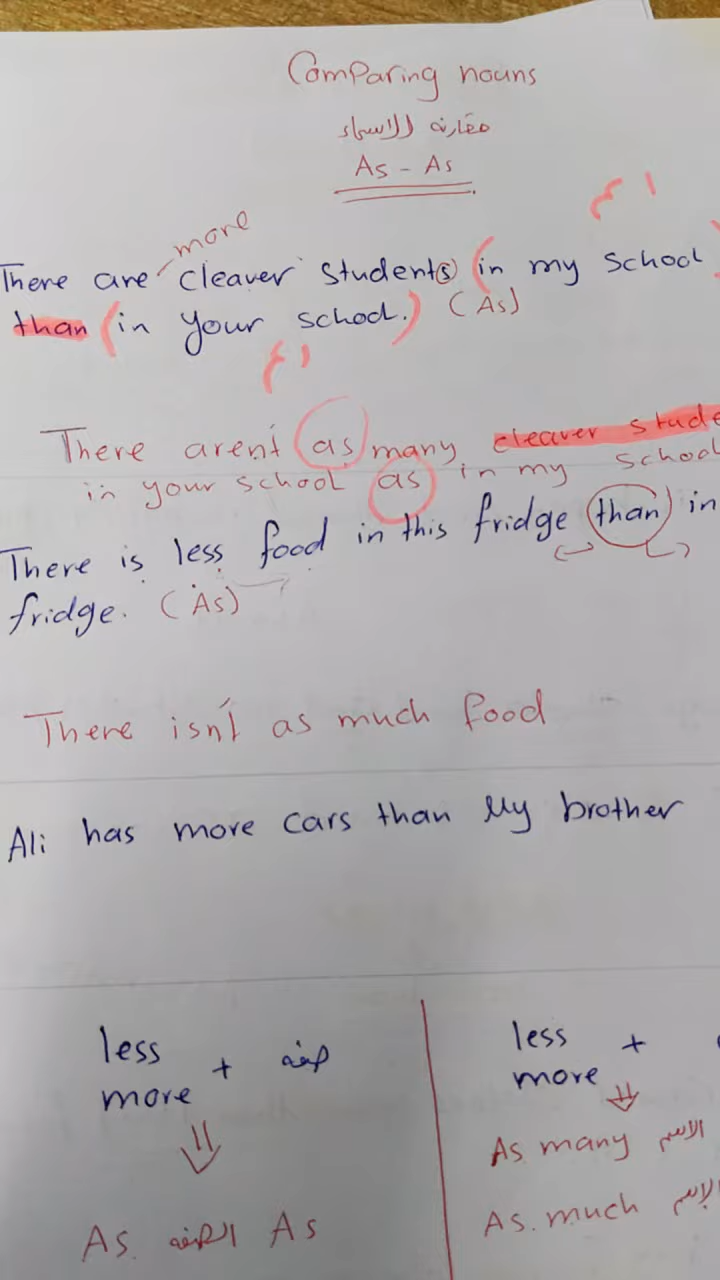 Comparing nouns
مقارنة الاسماء
As - As
more
There are cleaver students in my school
than (in your school.) (As)
There aren't as many cleaver stude
in your school as in my school
There is less food in this fridge than in
fridge. (As)
There isn't as much food
Ali has more cars than My brother
less
more + صفة
As الصفة As
less
more +
As many الاسم
As much الاسم